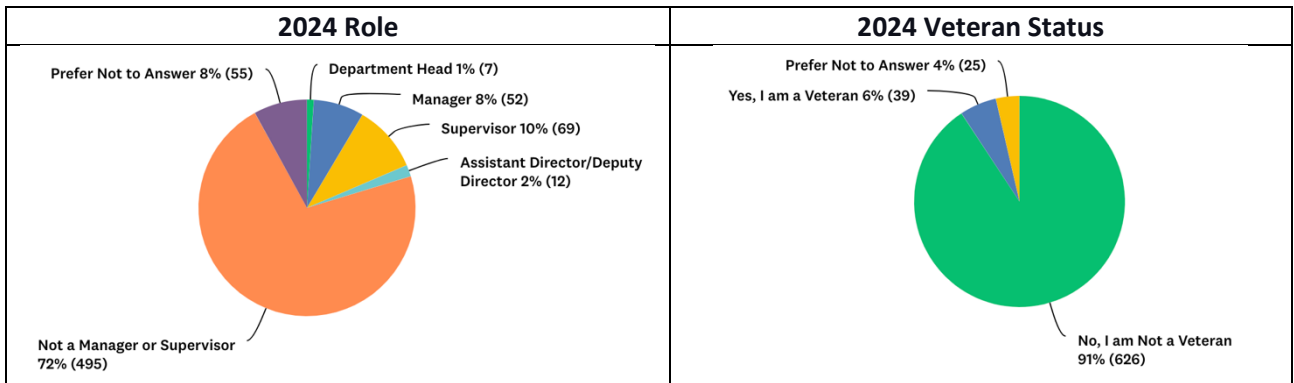 2024 Role
Prefer Not to Answer 8% (55)
Department Head 1% (7)
Manager 8% (52)
Supervisor 10% (69)
Assistant Director/Deputy
Director 2% (12)
Not a Manager or Supervisor
72% (495)
2024 Veteran Status
Prefer Not to Answer 4% (25)
Yes, I am a Veteran 6% (39)
No, I am Not a Veteran
91% (626)